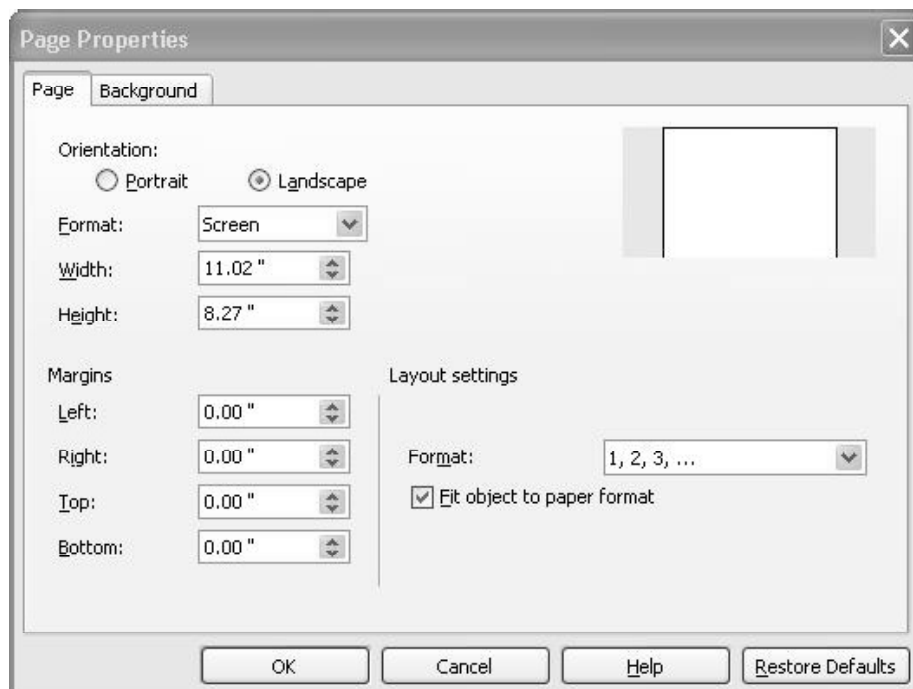 Page Properties
Page Background
Orientation:
Portrait Landscape
Format: Screen
Width: 11.02 "
Height: 8.27 "
Margins Layout settings
Left: 0.00 "
Right: 0.00 " Format: 1, 2, 3, ...
Top: 0.00 " Fit object to paper format
Bottom: 0.00 "
OK Cancel Help Restore Defaults